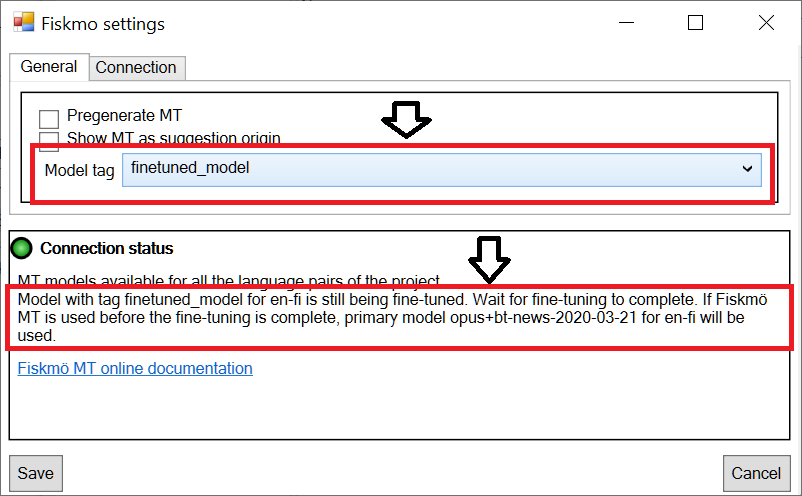 Fiskmo settings
General Connection
Pregenerate MT
Show MT as suggestion origin
Model tag finetuned_model
Connection status
MT models available for all the language pairs of the project
Model with tag finetuned_model for en-fi is still being fine-tuned. Wait for fine-tuning to complete. If Fiskmö
MT is used before the fine-tuning is complete, primary model opus+bt-news-2020-03-21 for en-fi will be
used.
Fiskmö MT online documentation
Save Cancel